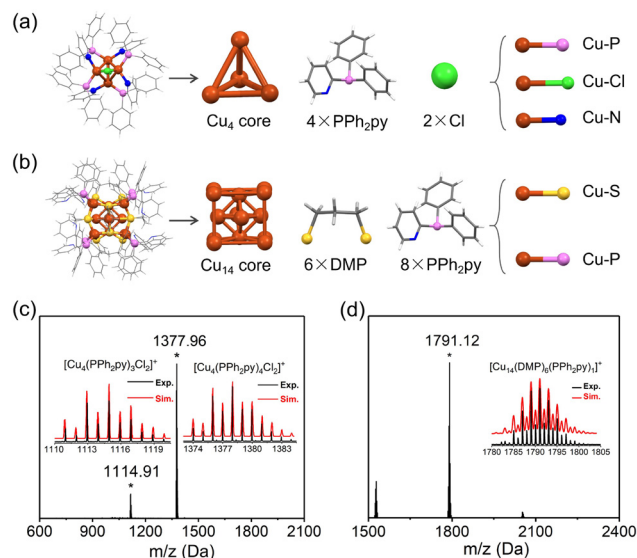 (a)
Cu₄ core
4×PPh₂py
2×Cl
Cu-P
Cu-Cl
Cu-N
(b)
Cu₁₄ core
6×DMP
8×PPh₂py
Cu-S
Cu-P
(c)
1377.96
*
[Cu₄(PPh₂py)₃Cl₂]⁺
Exp.
Sim.
1110 1113 1116 1119
[Cu₄(PPh₂py)₄Cl₂]⁺
Exp.
Sim.
1374 1377 1380 1383
1114.91
*
600 1200 1500 1800 2100
m/z (Da)
(d)
1791.12
*
[Cu₁₄(DMP)₆(PPh₂py)₁]⁺
Exp.
Sim.
1780 1785 1790 1795 1800 1805
1500 1800 2100 2400
m/z (Da)